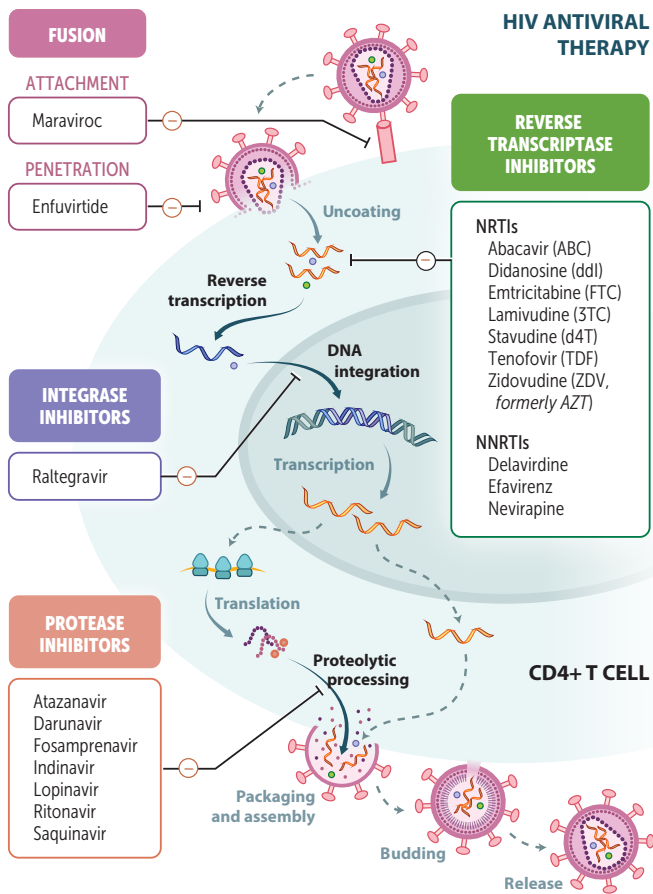 HIV ANTIVIRAL
THERAPY
FUSION
ATTACHMENT
Maraviroc
−
PENETRATION
Enfuvirtide
−
Uncoating
REVERSE
TRANSCRIPTASE
INHIBITORS
−
NRTIs
Abacavir (ABC)
Didanosine (ddI)
Emtricitabine (FTC)
Lamivudine (3TC)
Stavudine (d4T)
Tenofovir (TDF)
Zidovudine (ZDV,
formerly AZT)
NNRTIs
Delavirdine
Efavirenz
Nevirapine
Reverse
transcription
DNA
integration
INTEGRASE
INHIBITORS
Raltegravir
−
Transcription
Translation
PROTEASE
INHIBITORS
Atazanavir
Darunavir
Fosamprenavir
Indinavir
Lopinavir
Ritonavir
Saquinavir
−
Proteolytic
processing
CD4+ T CELL
Packaging
and assembly
Budding
Release